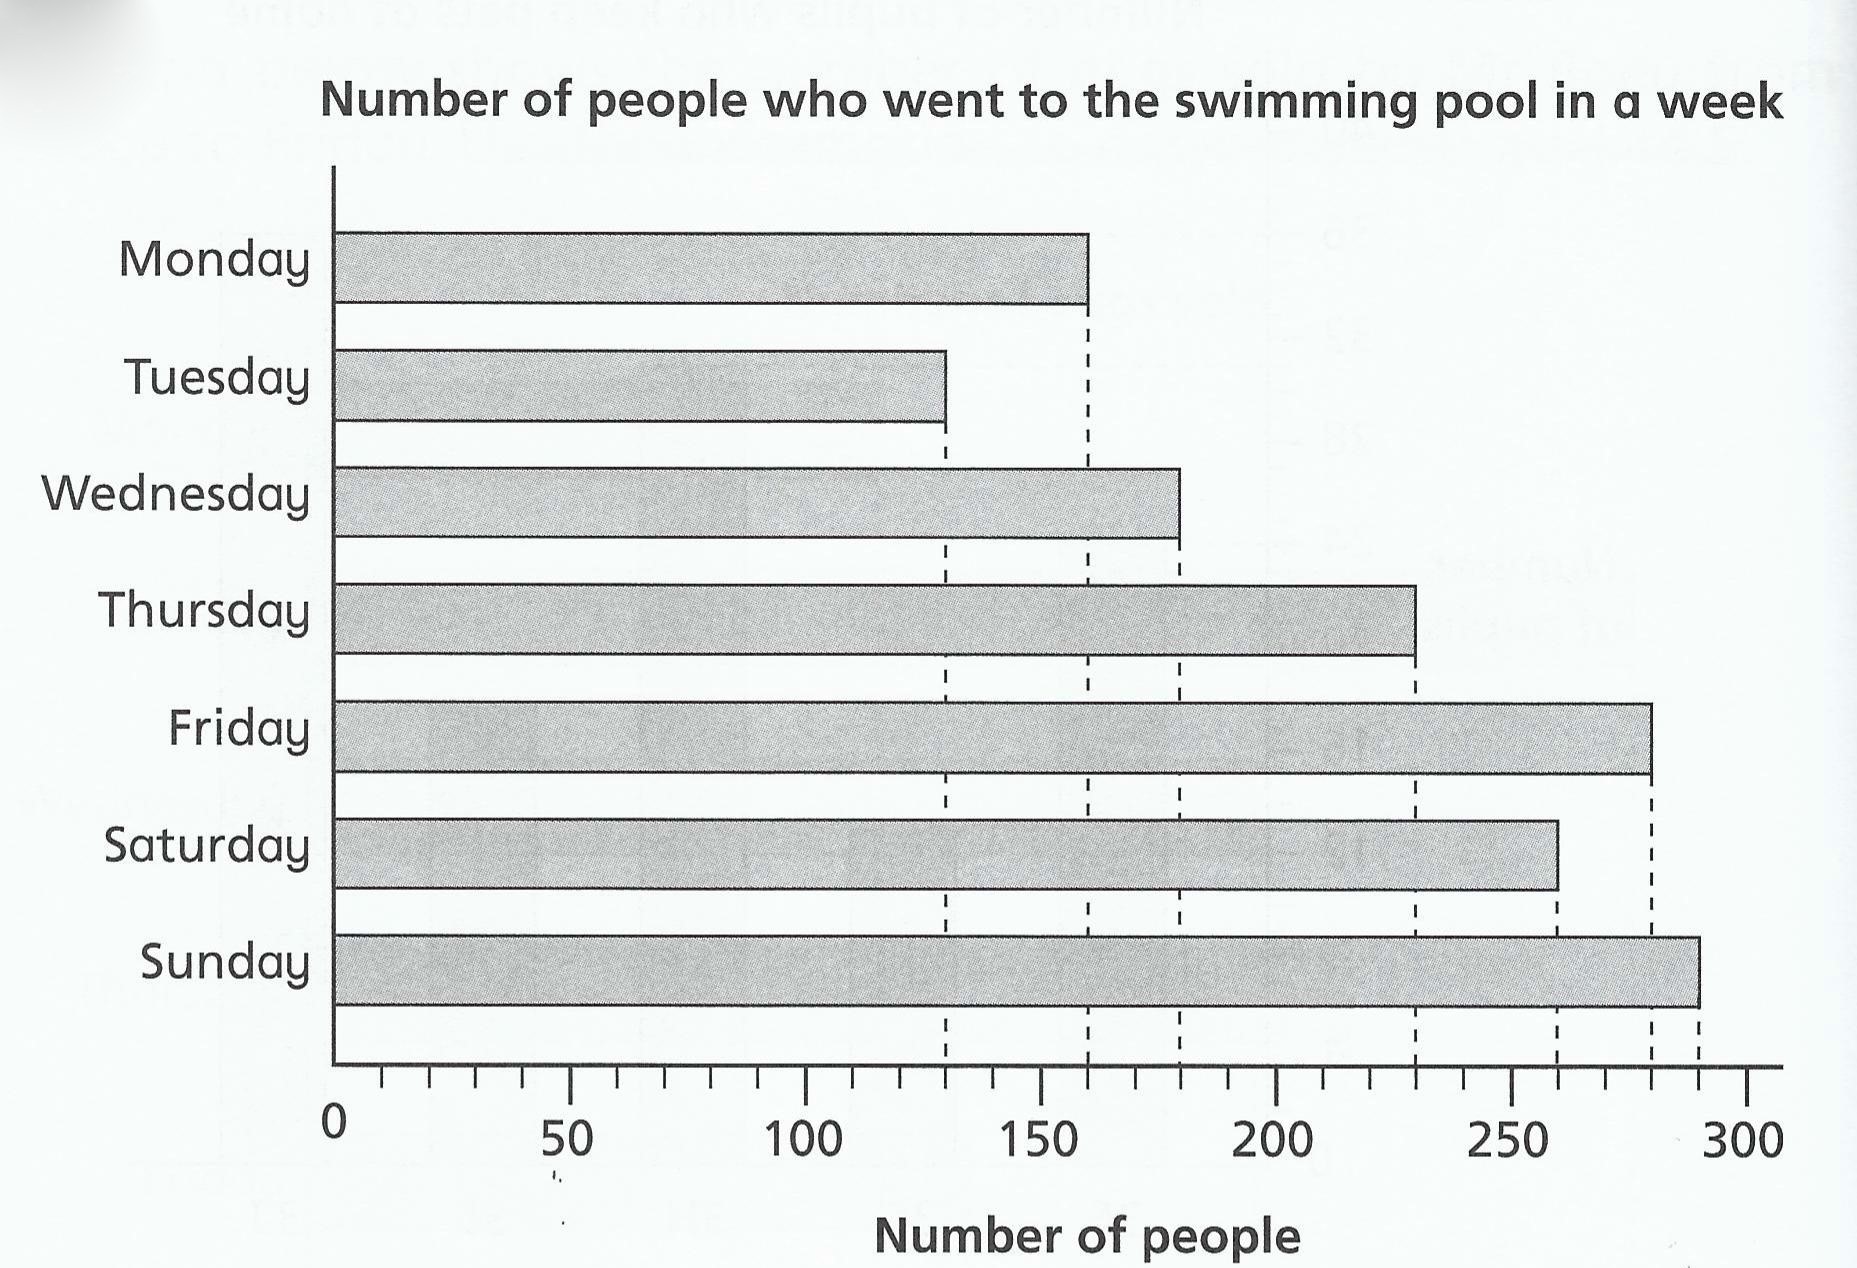 Number of people who went to the swimming pool in a week
Monday
Tuesday
Wednesday
Thursday
Friday
Saturday
Sunday
0 50 100 150 200 250 300
Number of people